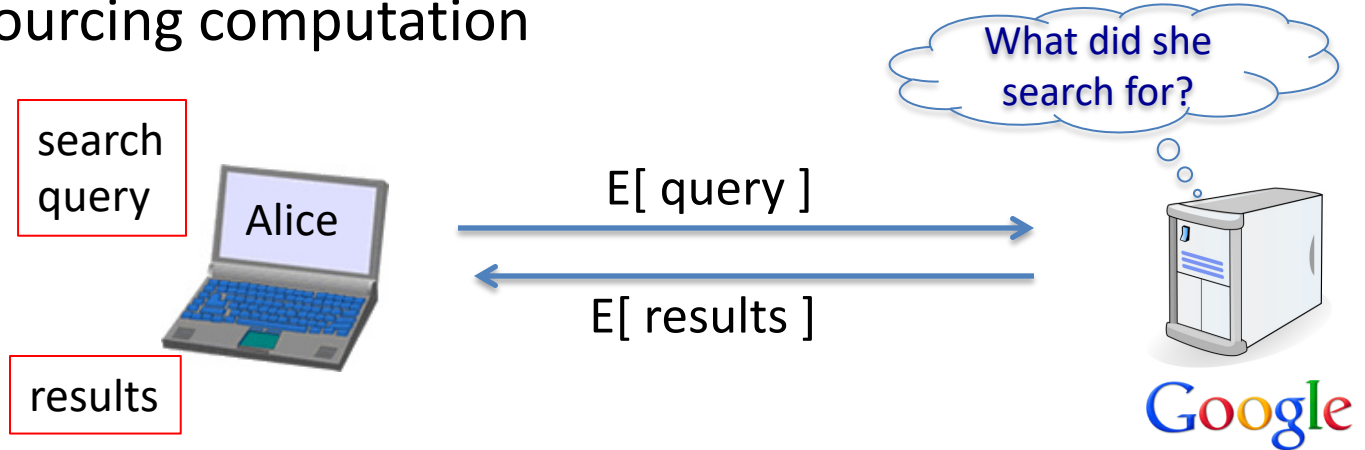 ourcing computation
What did she
search for?
search
query
Alice
E[ query ]
E[ results ]
results
Google